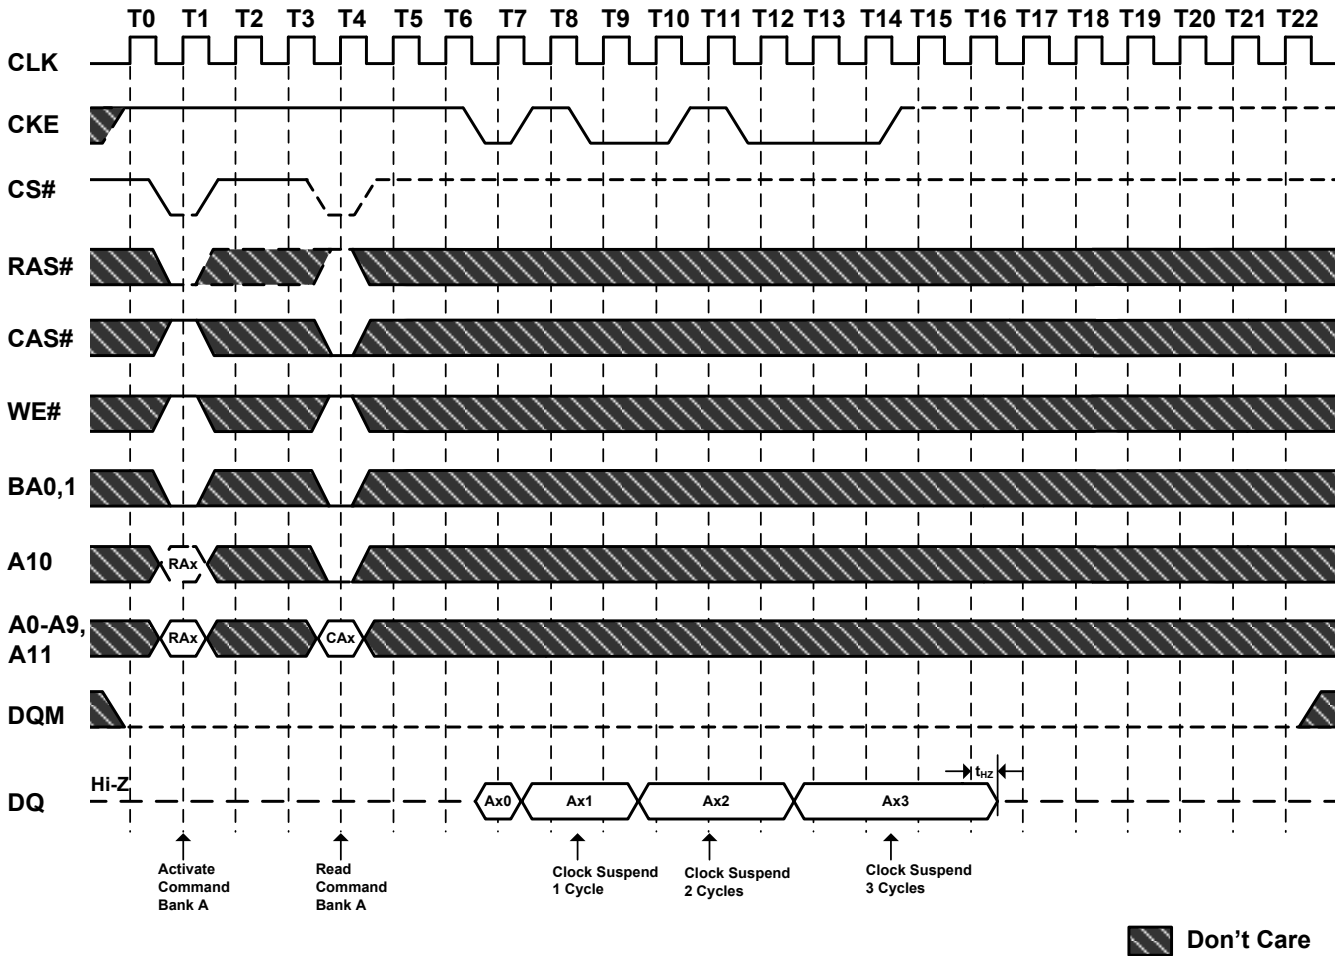 T0 T1 T2 T3 T4 T5 T6 T7 T8 T9 T10 T11 T12 T13 T14 T15 T16 T17 T18 T19 T20 T21 T22
CLK
CKE
CS#
RAS#
CAS#
WE#
BA0,1
A10
RAx
A0-A9,
A11
RAx
CAx
DQM
tHZ
Hi-Z
DQ
Ax0
Ax1
Ax2
Ax3
Activate
Command
Bank A
Read
Command
Bank A
Clock Suspend
1 Cycle
Clock Suspend
2 Cycles
Clock Suspend
3 Cycles
Don't Care